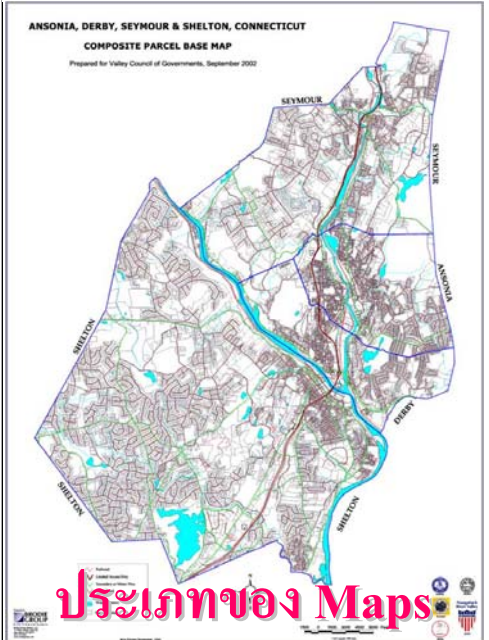 ANSONIA, DERBY, SEYMOUR & SHELTON, CONNECTICUT
COMPOSITE PARCEL BASE MAP
Prepared for Valley Council of Governments, September 2002
SEYMOUR
SEYMOUR
ANSONIA
SHELTON
DERBY
SHELTON
SHELTON
ประเภทของ Maps